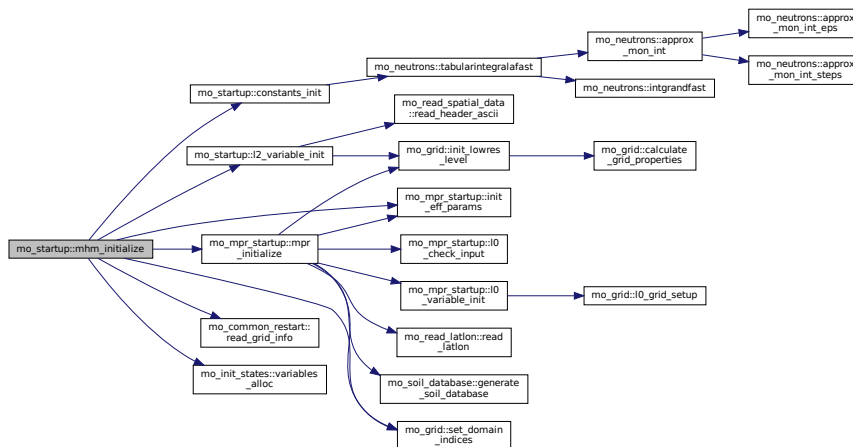 mo_neutrons::approx
_mon_int_eps
mo_neutrons::approx
_mon_int
mo_neutrons::tabularintegralafast
mo_neutrons::approx
_mon_int_steps
mo_startup::constants_init
mo_neutrons::intgrandfast
mo_read_spatial_data
::read_header_ascii
mo_startup::l2_variable_init
mo_grid::init_lowres
_level
mo_grid::calculate
_grid_properties
mo_mpr_startup::init
_eff_params
mo_startup::mhm_initialize
mo_mpr_startup::mpr
_initialize
mo_mpr_startup::l0
_check_input
mo_mpr_startup::l0
_variable_init
mo_grid::l0_grid_setup
mo_common_restart::
read_grid_info
mo_read_latlon::read
_latlon
mo_init_states::variables
_alloc
mo_soil_database::generate
_soil_database
mo_grid::set_domain
_indices